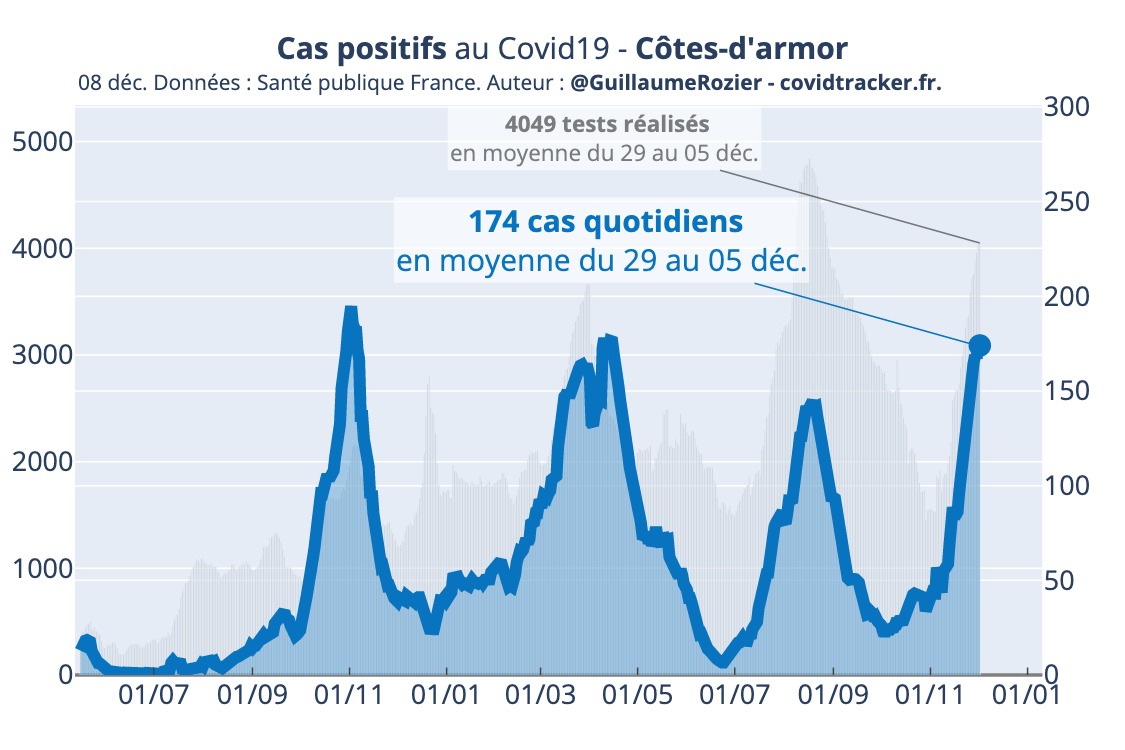 Cas positifs au Covid19 - Côtes-d'armor
08 déc. Données : Santé publique France. Auteur : @GuillaumeRozier - covidtracker.fr.
300
4049 tests réalisés
5000
en moyenne du 29 au 05 déc.
250
174 cas quotidiens
4000
en moyenne du 29 au 05 déc.
200
3000
150
2000
100
1000
50
0
0
01/07 01/09 01/11 01/01 01/03 01/05 01/07 01/09 01/11 01/01